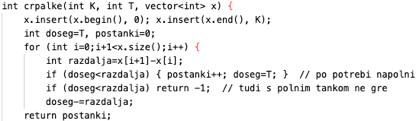 int crpalke(int K, int T, vector<int> x) {
    x.insert(x.begin(), 0); x.insert(x.end(), K);
    int doseg=T, postanki=0;
    for (int i=0;i+1<x.size();i++) {
        int razdalja=x[i+1]-x[i];
        if (doseg<razdalja) { postanki++; doseg=T; }  // po potrebi napolni
        if (doseg<razdalja) return -1;  // tudi s polnim tankom ne gre
        doseg-=razdalja;
    return postanki;